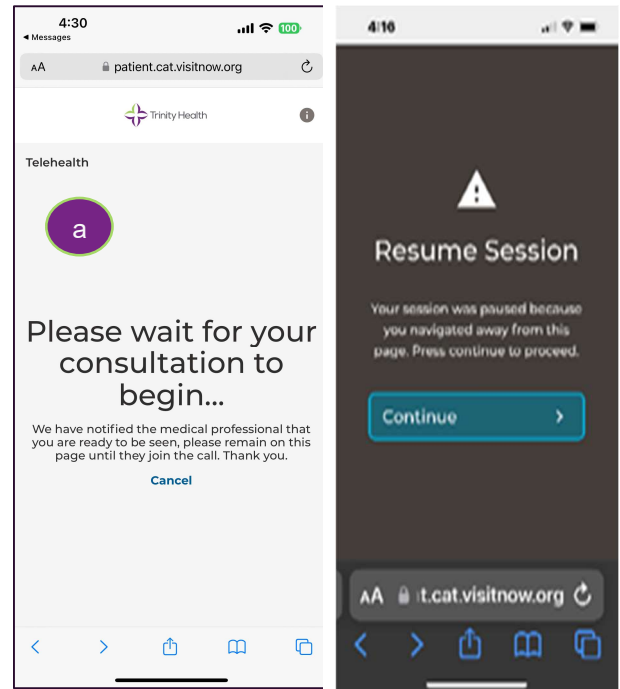 4:30
100
◀ Messages
AA patient.cat.visitnow.org
Trinity Health
i
Telehealth
a
Please wait for your
consultation to
begin...
We have notified the medical professional that
you are ready to be seen, please remain on this
page until they join the call. Thank you.
Cancel
4:16
Resume Session
Your session was paused because
you navigated away from this
page. Press continue to proceed.
Continue
AA t.cat.visitnow.org